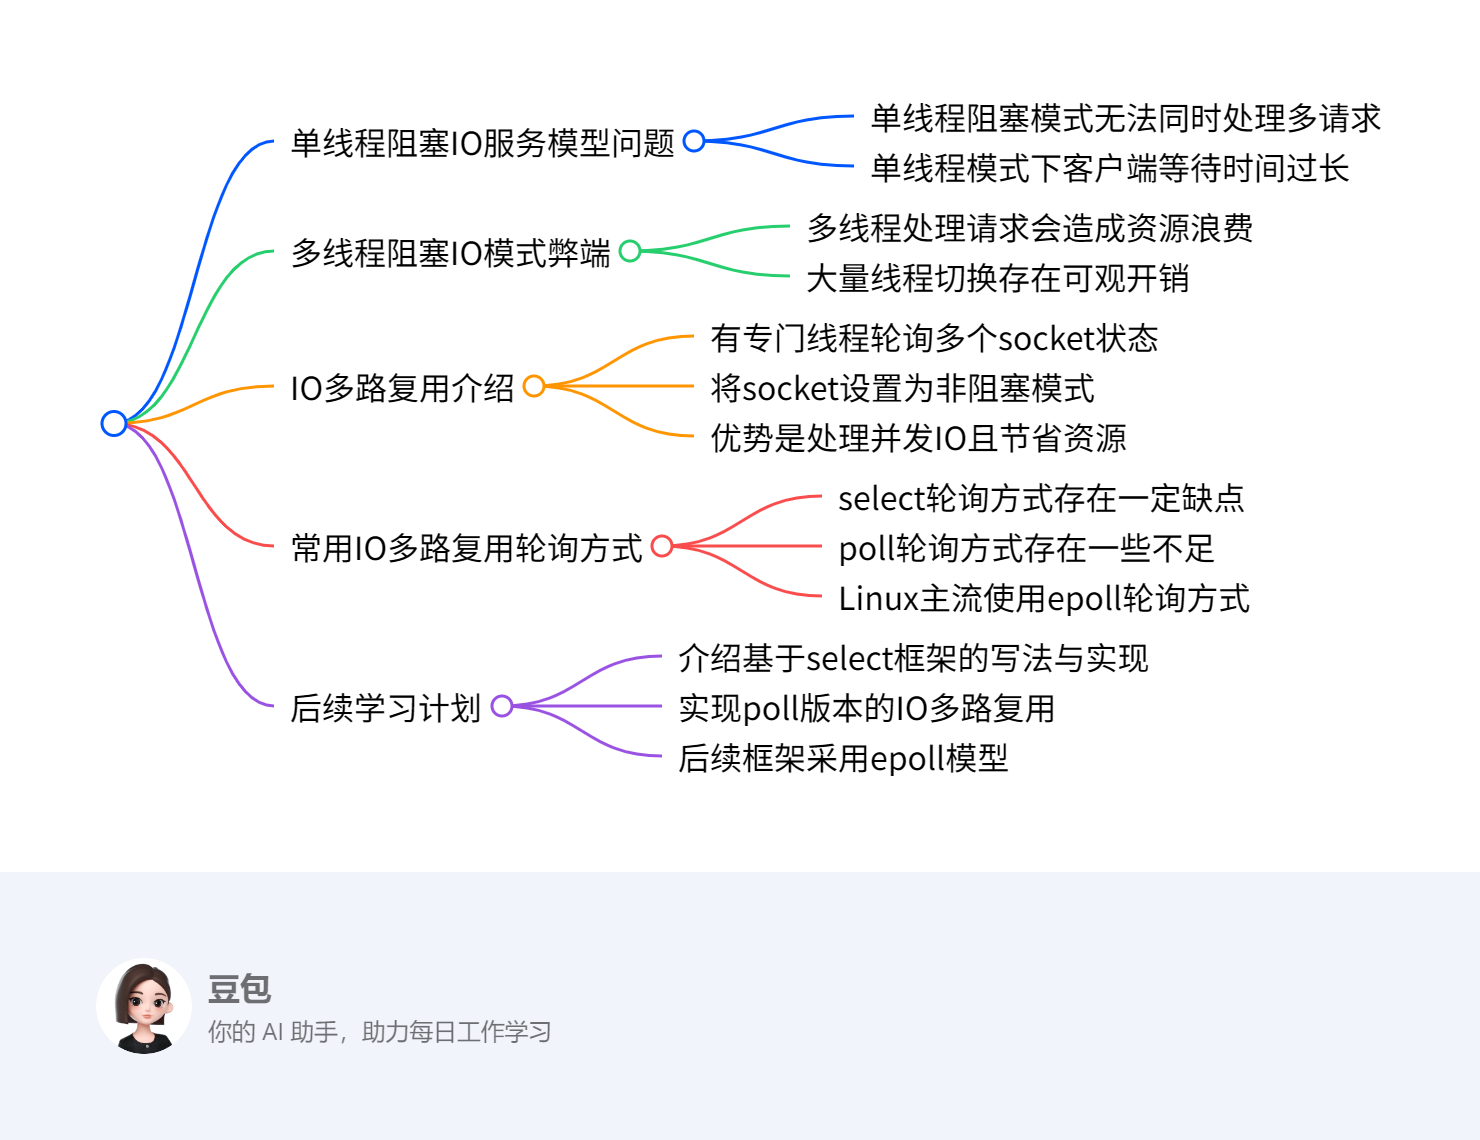 单线程阻塞IO服务模型问题
单线程阻塞模式无法同时处理多请求
单线程模式下客户端等待时间过长
多线程阻塞IO模式弊端
多线程处理请求会造成资源浪费
大量线程切换存在可观开销
IO多路复用介绍
有专门线程轮询多个socket状态
将socket设置为非阻塞模式
优势是处理并发IO且节省资源
常用IO多路复用轮询方式
select轮询方式存在一定缺点
poll轮询方式存在一些不足
Linux主流使用epoll轮询方式
后续学习计划
介绍基于select框架的写法与实现
实现poll版本的IO多路复用
后续框架采用epoll模型
豆包
你的 AI 助手，助力每日工作学习